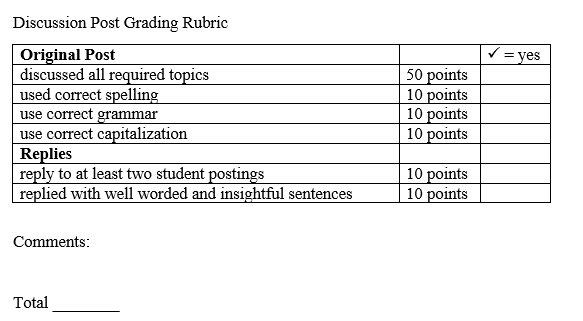 Discussion Post Grading Rubric
Original Post ✓ = yes
discussed all required topics 50 points
used correct spelling 10 points
use correct grammar 10 points
use correct capitalization 10 points
Replies
reply to at least two student postings 10 points
replied with well worded and insightful sentences 10 points
Comments:
Total ________